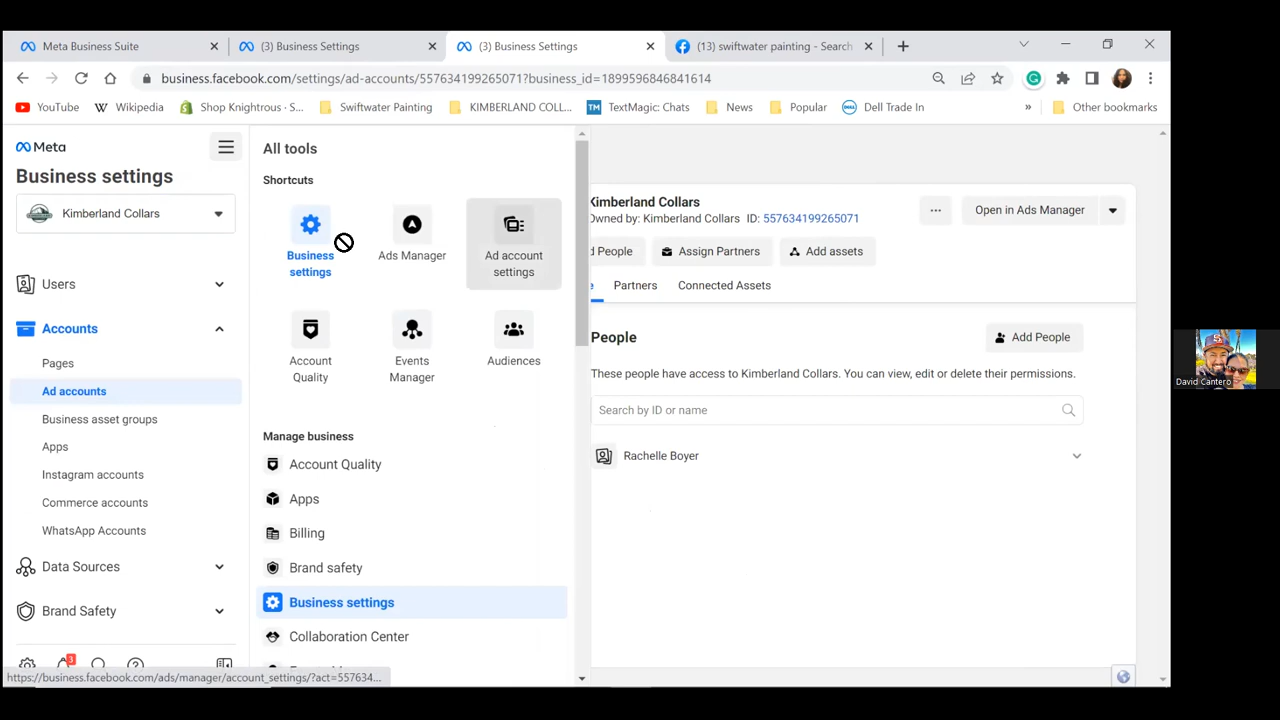 Meta Business Suite
(3) Business Settings
(3) Business Settings
(13) swiftwater painting - Search
business.facebook.com/settings/ad-accounts/557634199265071?business_id=1899596846841614
YouTube
Wikipedia
Shop Knightrous - S...
Swiftwater Painting
KIMBERLAND COLL...
TM
TextMagic: Chats
News
Popular
DELL
Dell Trade In
»
Other bookmarks
Meta
Business settings
Kimberland Collars
Users
Accounts
Pages
Ad accounts
Business asset groups
Apps
Instagram accounts
Commerce accounts
WhatsApp Accounts
Data Sources
Brand Safety
3
https://business.facebook.com/ads/manager/account_settings/?act=557634...
All tools
Shortcuts
Business
settings
Ads Manager
Ad account
settings
Account
Quality
Events
Manager
Audiences
Manage business
Account Quality
Apps
Billing
Brand safety
Business settings
Collaboration Center
Kimberland Collars
Owned by: Kimberland Collars ID: 557634199265071
Open in Ads Manager
d People
Assign Partners
Add assets
e
Partners
Connected Assets
People
Add People
These people have access to Kimberland Collars. You can view, edit or delete their permissions.
Search by ID or name
Rachelle Boyer
David Cantero